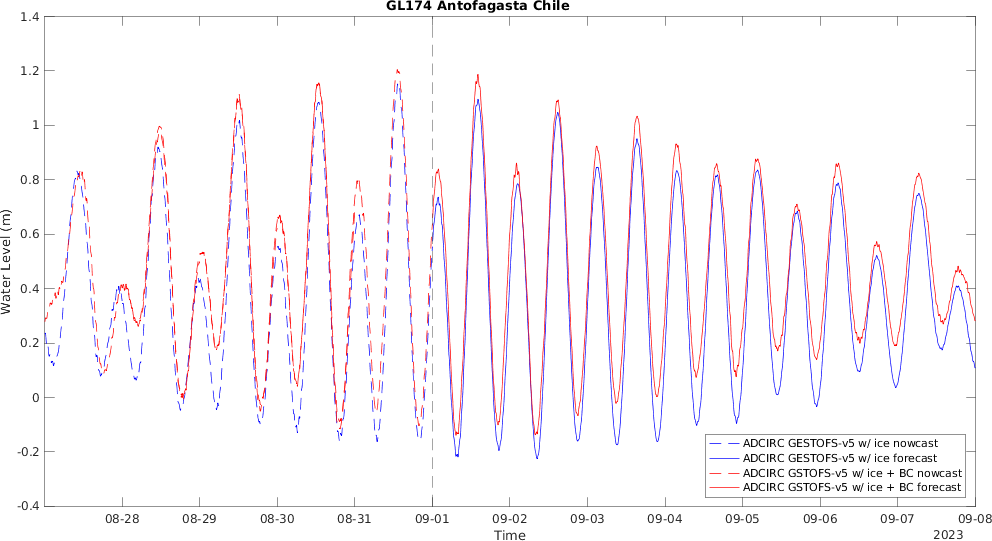 GL174 Antofagasta Chile
1.4
1.2
1
0.8
0.6
0.4
0.2
0
-0.2
-0.4
Water Level (m)
08-28 08-29 08-30 08-31 09-01 09-02 09-03 09-04 09-05 09-06 09-07 09-08
Time
2023
ADCIRC GESTOFS-v5 w/ ice nowcast
ADCIRC GESTOFS-v5 w/ ice forecast
ADCIRC GSTOFS-v5 w/ ice + BC nowcast
ADCIRC GSTOFS-v5 w/ ice + BC forecast